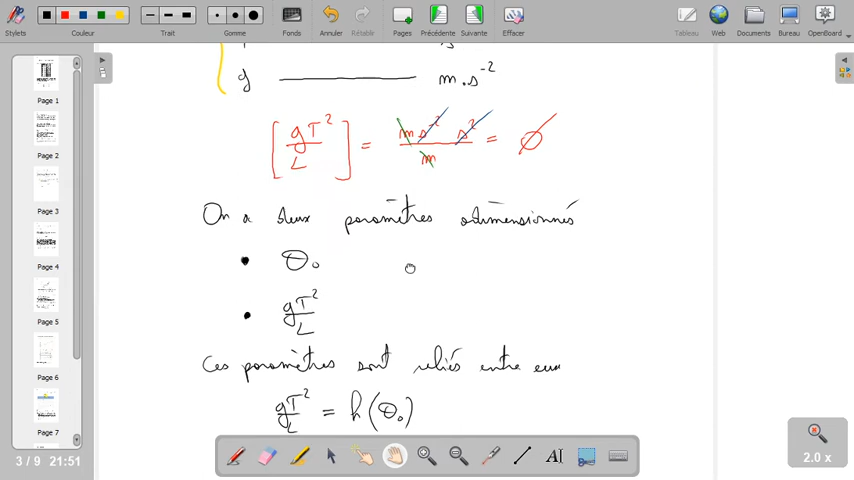 Stylets Couleur Trait Fonds Annuler Rétablir Pages Précédente Suivante Effacer Tableau Web Documents Bureau OpenBoard
g m.s⁻²
[gT²/L] = m s⁻² s²/m = ∅
On a deux paramètres adimensionnés
• θ₀
• gT²/L
Ces paramètres sont reliés entre eux
gT²/L = h(θ₀)
Page 1
Page 2
Page 3
Page 4
Page 5
Page 6
Page 7
3 / 9 21:51
2.0 x